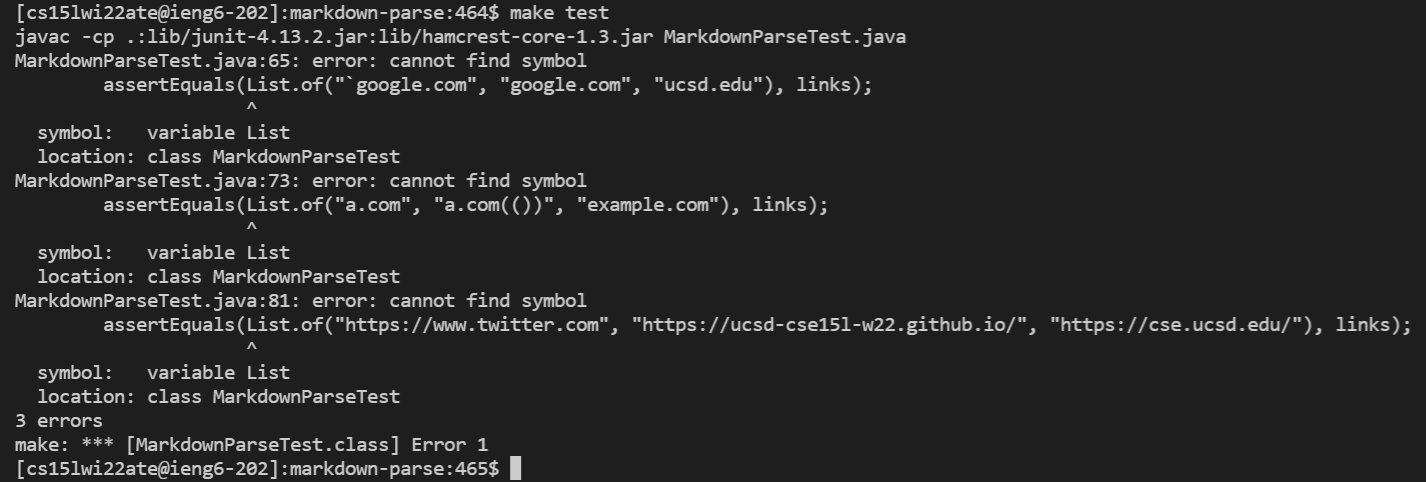 [cs15lwi22ate@ieng6-202]:markdown-parse:464$ make test
javac -cp .:lib/junit-4.13.2.jar:lib/hamcrest-core-1.3.jar MarkdownParseTest.java
MarkdownParseTest.java:65: error: cannot find symbol
        assertEquals(List.of("`google.com", "google.com", "ucsd.edu"), links);
                     ^
  symbol:   variable List
  location: class MarkdownParseTest
MarkdownParseTest.java:73: error: cannot find symbol
        assertEquals(List.of("a.com", "a.com(())", "example.com"), links);
                     ^
  symbol:   variable List
  location: class MarkdownParseTest
MarkdownParseTest.java:81: error: cannot find symbol
        assertEquals(List.of("https://www.twitter.com", "https://ucsd-cse15l-w22.github.io/", "https://cse.ucsd.edu/"), links);
                     ^
  symbol:   variable List
  location: class MarkdownParseTest
3 errors
make: *** [MarkdownParseTest.class] Error 1
[cs15lwi22ate@ieng6-202]:markdown-parse:465$